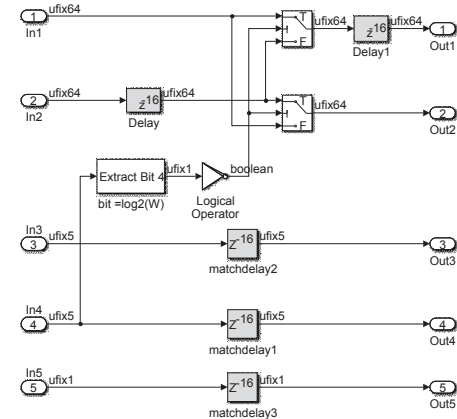 ufix64
1
In1
T
F
ufix64
z-16
ufix64
1
Delay1
Out1
2
In2
ufix64
z-16
ufix64
Delay
T
F
ufix64
2
Out2
Extract Bit 4
ufix1
boolean
bit =log2(W)
Logical
Operator
In3
3
ufix5
Z-16
ufix5
3
matchdelay2
Out3
In4
4
ufix5
Z-16
ufix5
4
matchdelay1
Out4
In5
5
ufix1
Z-16
ufix1
5
matchdelay3
Out5